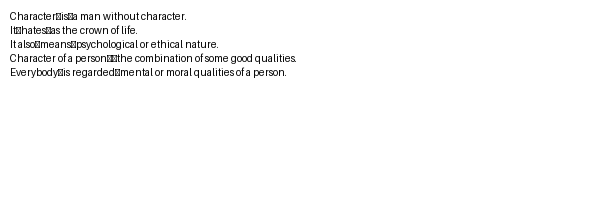 Character is a man without character.
It hates as the crown of life.
It also means psychological or ethical nature.
Character of a person the combination of some good qualities.
Everybody is regarded mental or moral qualities of a person.